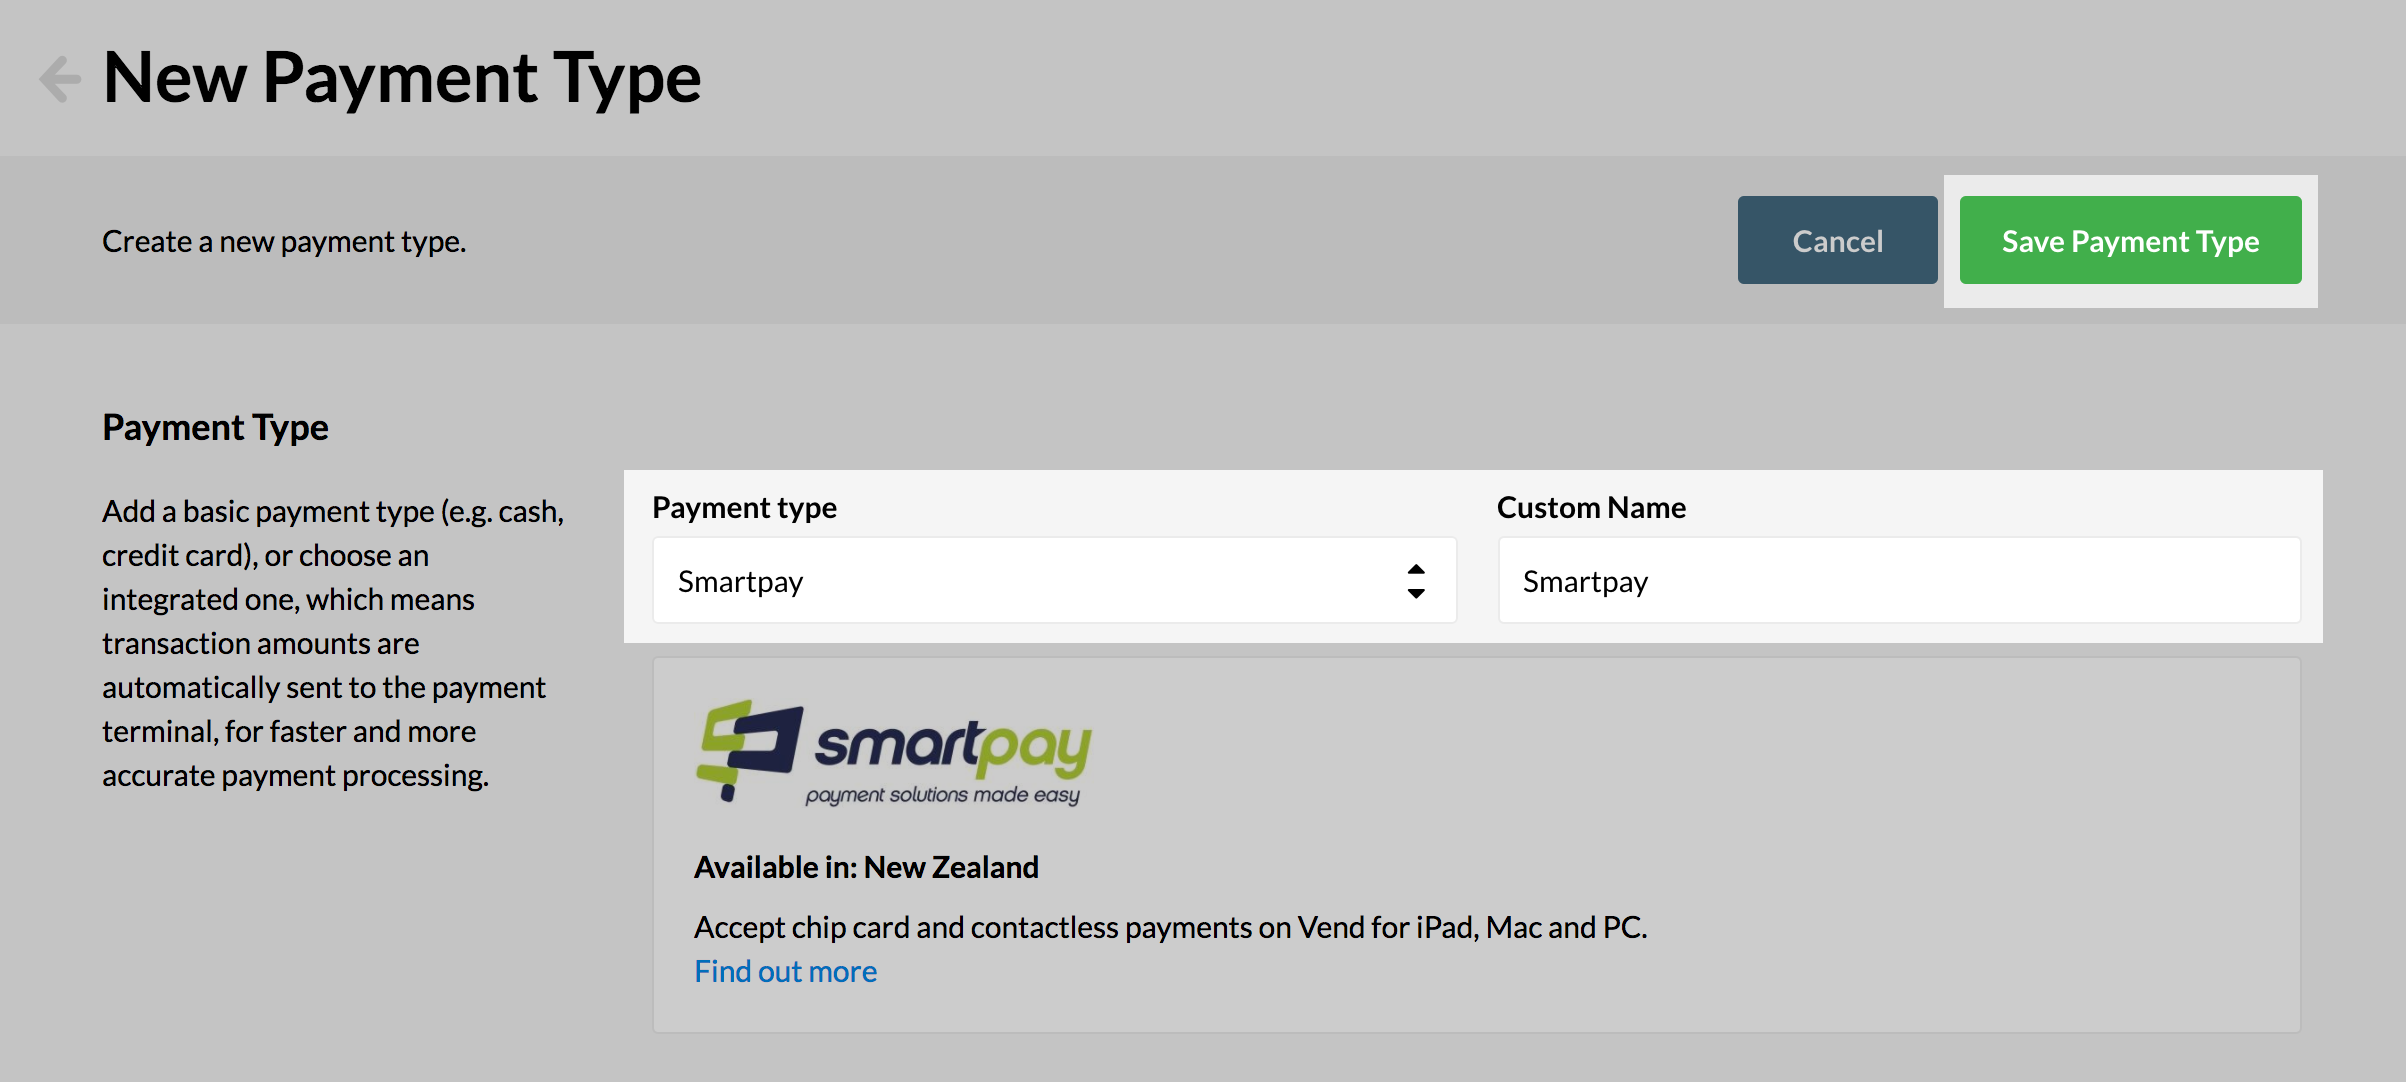 New Payment Type
Create a new payment type.
Cancel
Save Payment Type
Payment Type
Add a basic payment type (e.g. cash,
credit card), or choose an
integrated one, which means
transaction amounts are
automatically sent to the payment
terminal, for faster and more
accurate payment processing.
Payment type
Custom Name
Smartpay
Smartpay
smartpay
payment solutions made easy
Available in: New Zealand
Accept chip card and contactless payments on Vend for iPad, Mac and PC.
Find out more